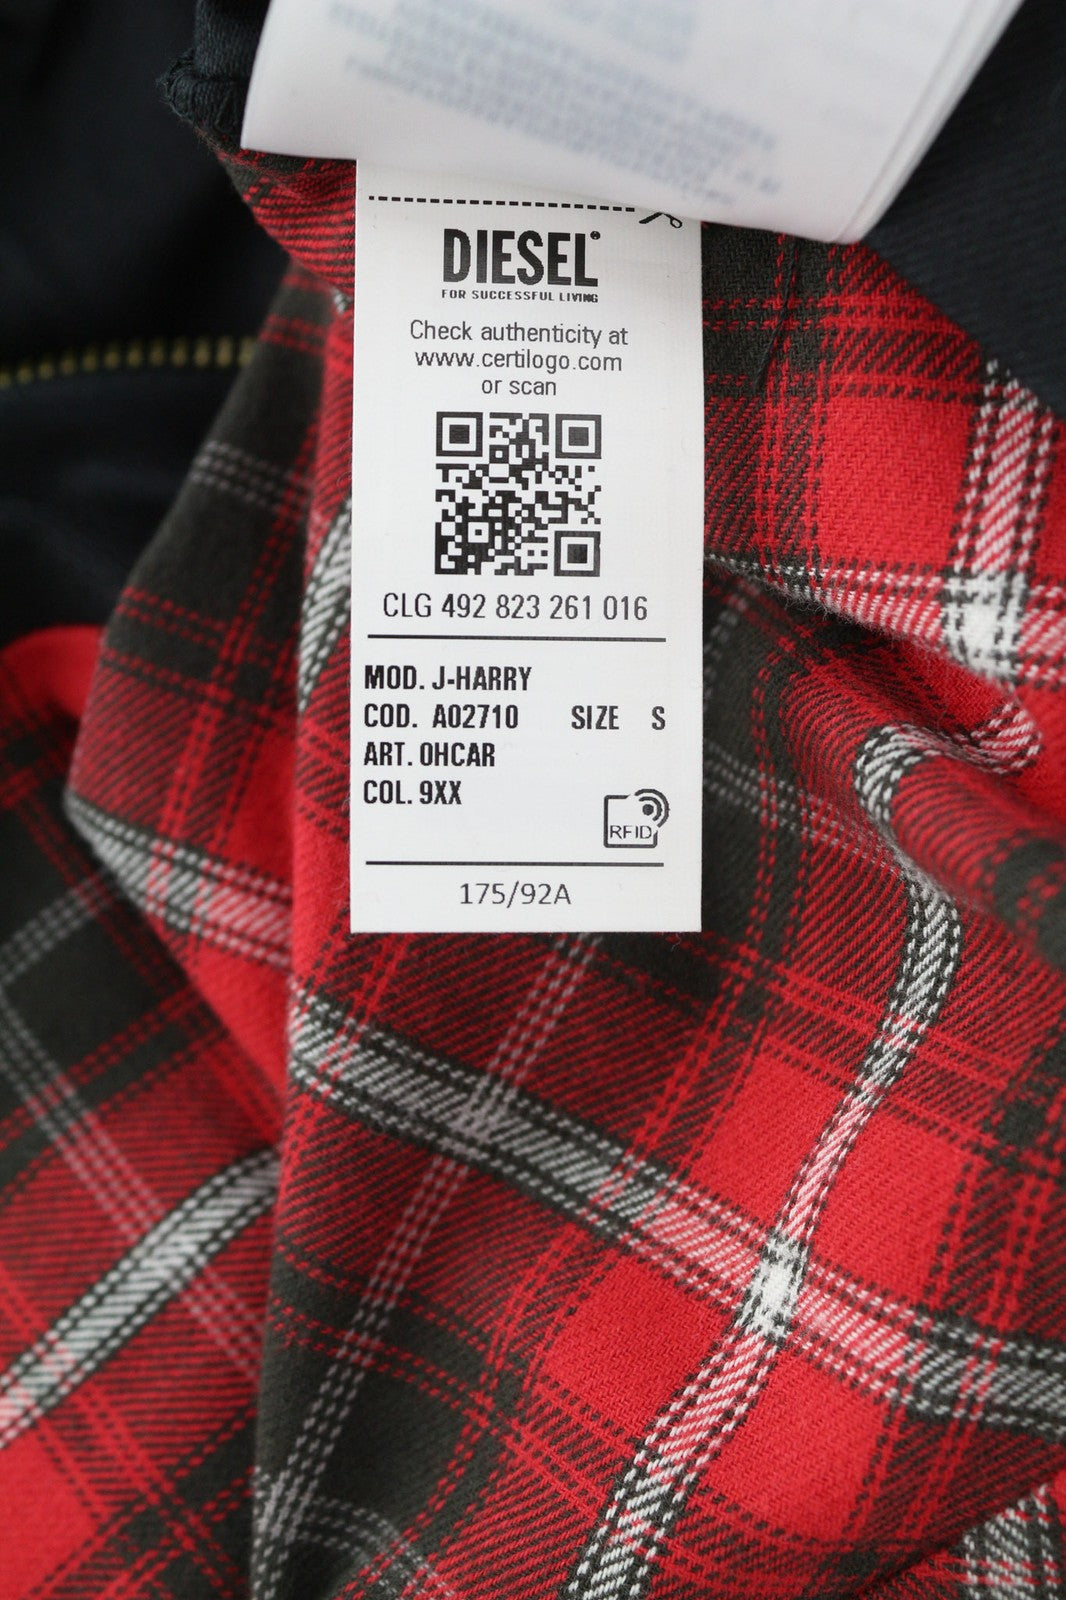 DIESEL
FOR SUCCESSFUL LIVING
Check authenticity at
www.certilogo.com
or scan
CLG 492 823 261 016
MOD. J-HARRY
COD. A02710 SIZE S
ART. 0HCAR
COL. 9XX
RFID
175/92A